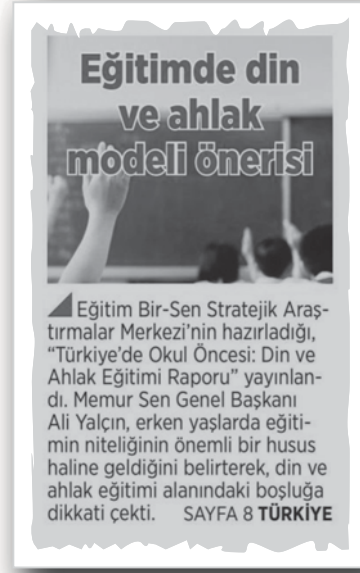 Eğitimde din
ve ahlak
modeli önerisi
Eğitim Bir-Sen Stratejik Araş-
tırmalar Merkezi'nin hazırladığı,
"Türkiye'de Okul Öncesi: Din ve
Ahlak Eğitimi Raporu" yayınlan-
dı. Memur Sen Genel Başkanı
Ali Yalçın, erken yaşlarda eğiti-
min niteliğinin önemli bir husus
haline geldiğini belirterek, din ve
ahlak eğitimi alanındaki boşluğa
dikkati çekti. SAYFA 8 TÜRKİYE